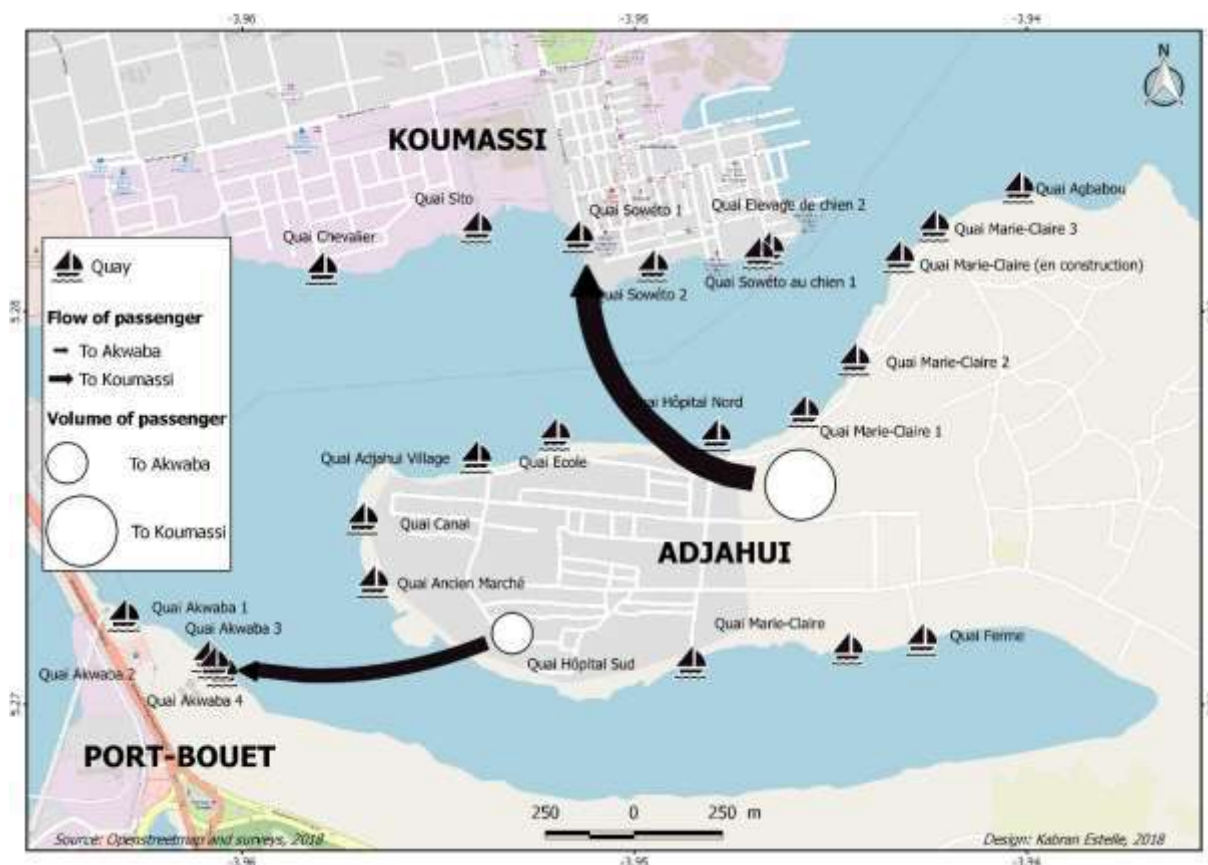 -3.96
-3.95
-3.94
N
KOUMASSI
Quai Agbabou
Quai Sito
Quai Sowéto 1
Quai Elevage de chien 2
Quai Marie-Claire 3
Quai Chevalier
Quai Marie-Claire (en construction)
Quay
Quai Sowéto au chien 1
Quai Sowéto 2
5.28
Flow of passenger
To Akwaba
To Koumassi
Quai Marie-Claire 2
Volume of passenger
Hôpital Nord
Quai Marie-Claire 1
To Akwaba
Quai Adjahui Village
Quai Ecole
Quai Canal
To Koumassi
ADJAHUI
Quai Ancien Marché
Quai Akwaba 1
Quai Akwaba 3
Quai Marie-Claire
Quai Ferme
Quai Hôpital Sud
Quai Akwaba 2
Quai Akwaba 4
5.27
PORT-BOUET
250 0 250 m
Source: Openstreetmap and surveys, 2018
Design: Kabran Estelle, 2018
-3.96
-3.95
-3.94